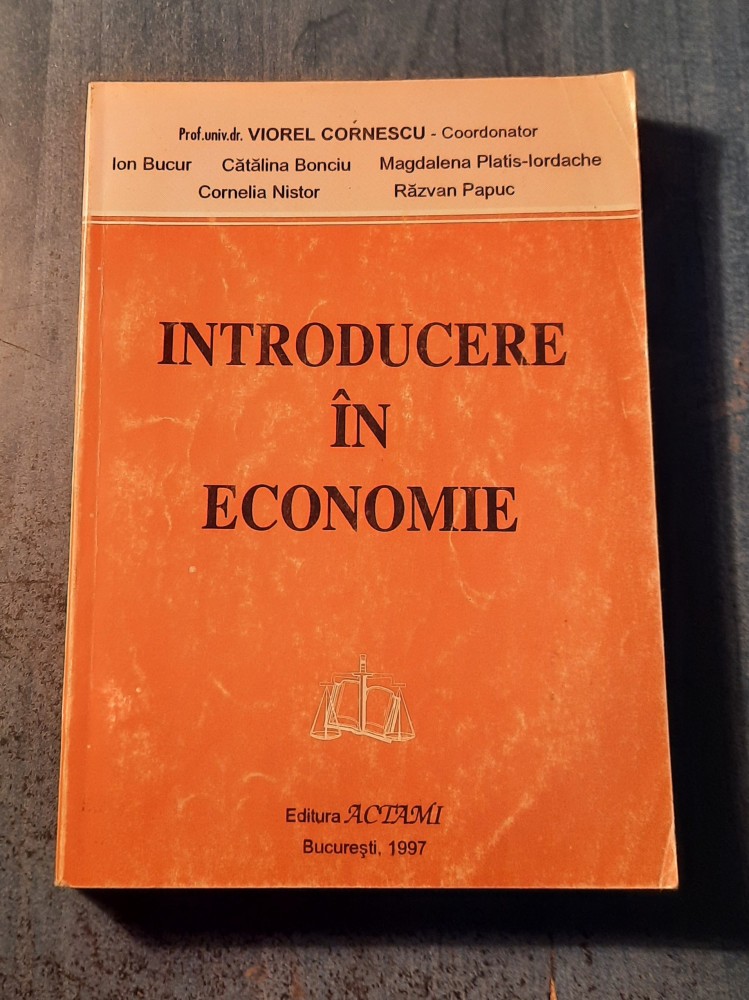 Prof.univ.dr. VIOREL CORNESCU - Coordonator
Ion Bucur Cătălina Bonciu Magdalena Platis-Iordache
Cornelia Nistor Răzvan Papuc
INTRODUCERE
ÎN
ECONOMIE
Editura ACTAMI
Bucureşti, 1997